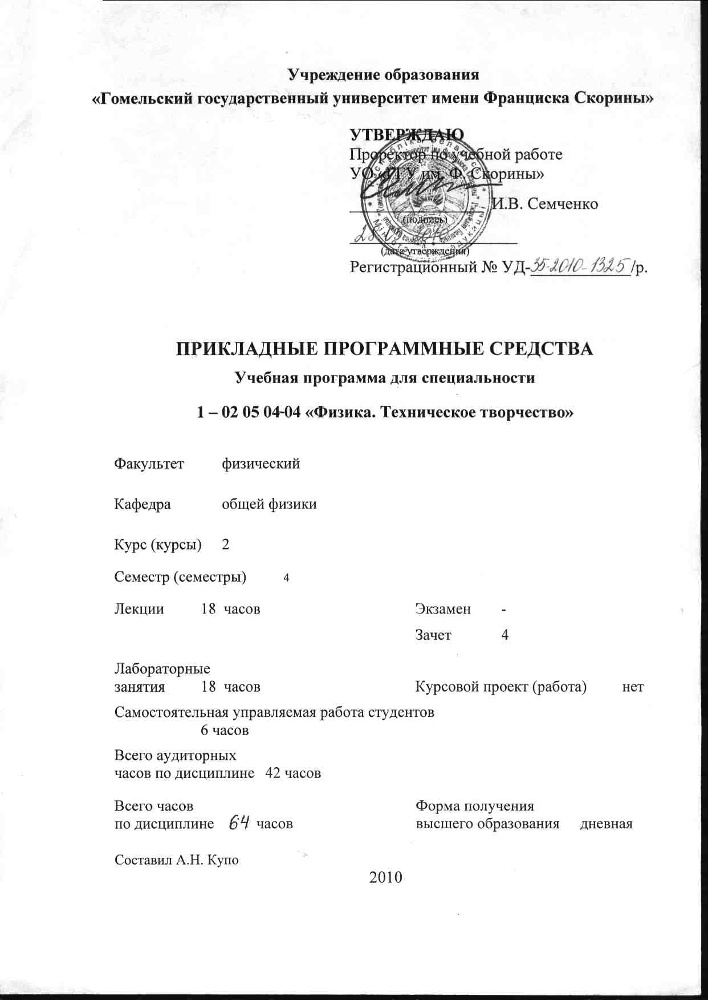 Учреждение образования
«Гомельский государственный университет имени Франциска Скорины»
УТВЕРЖДАЮ
Проректор по учебной работе
УО «ГГУ им. Ф. Скорины»
И.В. Семченко
(подпись)
28 2010
(дата утверждения)
Регистрационный № УД-35-2010-1325/р.
ПРИКЛАДНЫЕ ПРОГРАММНЫЕ СРЕДСТВА
Учебная программа для специальности
1 – 02 05 04-04 «Физика. Техническое творчество»
Факультет физический
Кафедра общей физики
Курс (курсы) 2
Семестр (семестры) 4
Лекции 18 часов Экзамен -
Зачет 4
Лабораторные
занятия 18 часов Курсовой проект (работа) нет
Самостоятельная управляемая работа студентов
6 часов
Всего аудиторных
часов по дисциплине 42 часов
Всего часов Форма получения
по дисциплине 64 часов высшего образования дневная
Составил А.Н. Купо
2010